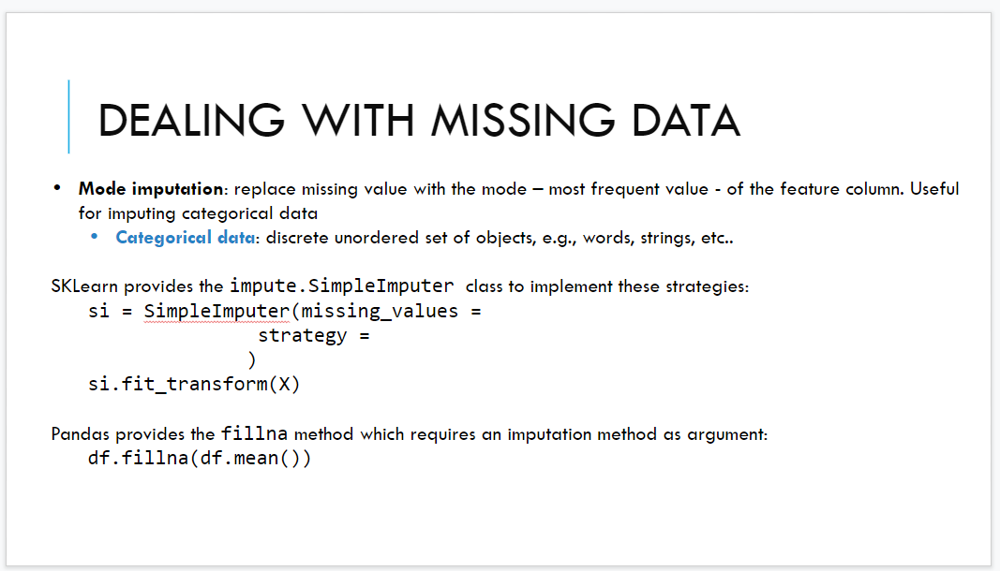 DEALING WITH MISSING DATA
• Mode imputation: replace missing value with the mode – most frequent value - of the feature column. Useful
for imputing categorical data
• Categorical data: discrete unordered set of objects, e.g., words, strings, etc..
SKLearn provides the impute.SimpleImputer class to implement these strategies:
si = SimpleImputer(missing_values =
strategy =
)
si.fit_transform(X)
Pandas provides the fillna method which requires an imputation method as argument:
df.fillna(df.mean())